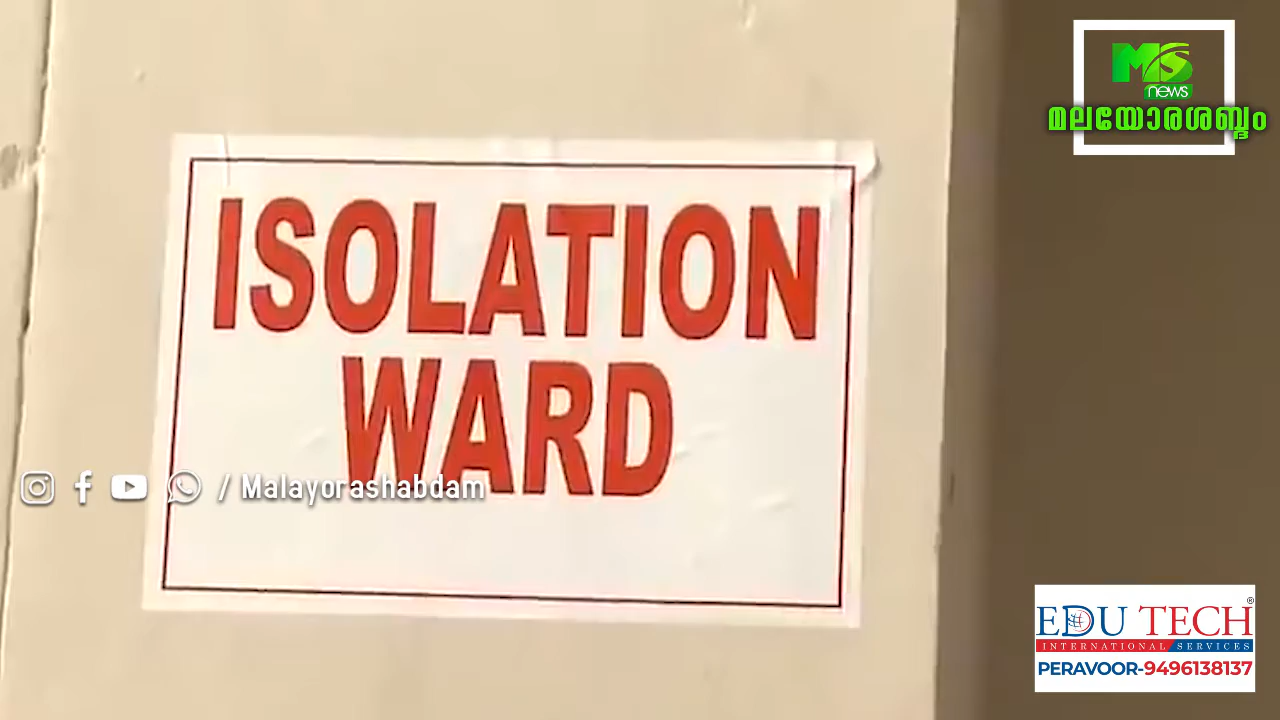 MS
news
മലയോരശബ്ദം
ISOLATION
WARD
/ Malayorashabdam
EDU TECH®
INTERNATIONAL SERVICES
PERAVOOR-9496138137